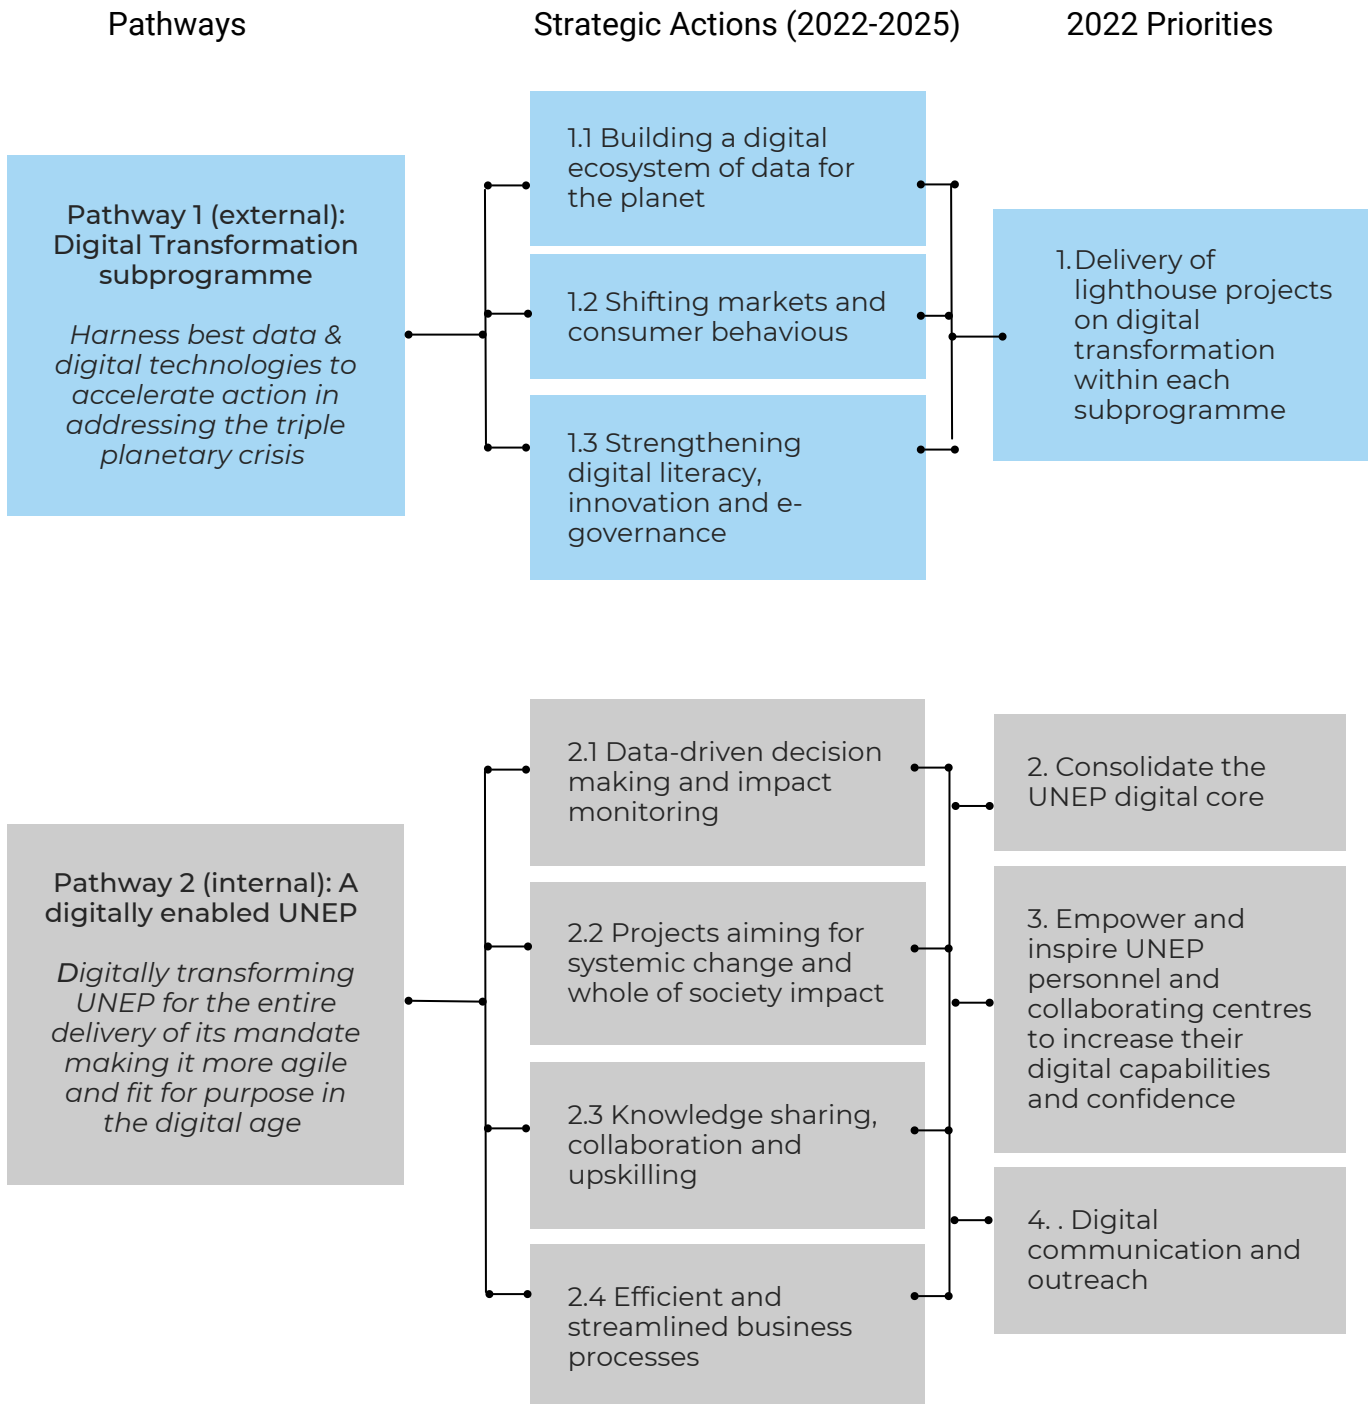 Pathways
Strategic Actions (2022-2025)
2022 Priorities
Pathway 1 (external):
Digital Transformation
subprogramme
Harness best data &
digital technologies to
accelerate action in
addressing the triple
planetary crisis
1.1 Building a digital
ecosystem of data for
the planet
1.2 Shifting markets and
consumer behavious
1.3 Strengthening
digital literacy,
innovation and e-
governance
1. Delivery of
lighthouse projects
on digital
transformation
within each
subprogramme
Pathway 2 (internal): A
digitally enabled UNEP
Digitally transforming
UNEP for the entire
delivery of its mandate
making it more agile
and fit for purpose in
the digital age
2.1 Data-driven decision
making and impact
monitoring
2.2 Projects aiming for
systemic change and
whole of society impact
2.3 Knowledge sharing,
collaboration and
upskilling
2.4 Efficient and
streamlined business
processes
2. Consolidate the
UNEP digital core
3. Empower and
inspire UNEP
personnel and
collaborating centres
to increase their
digital capabilities
and confidence
4. . Digital
communication and
outreach